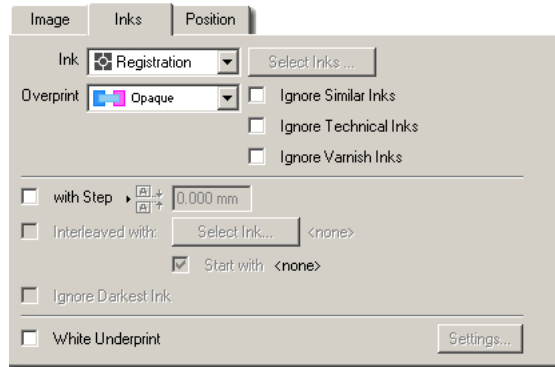 Image Inks Position
Ink Registration Select Inks ...
Overprint Opaque Ignore Similar Inks
Ignore Technical Inks
Ignore Varnish Inks
with Step A A 0.000 mm
Interleaved with: Select Ink... <none>
Start with <none>
Ignore Darkest Ink
White Underprint Settings...